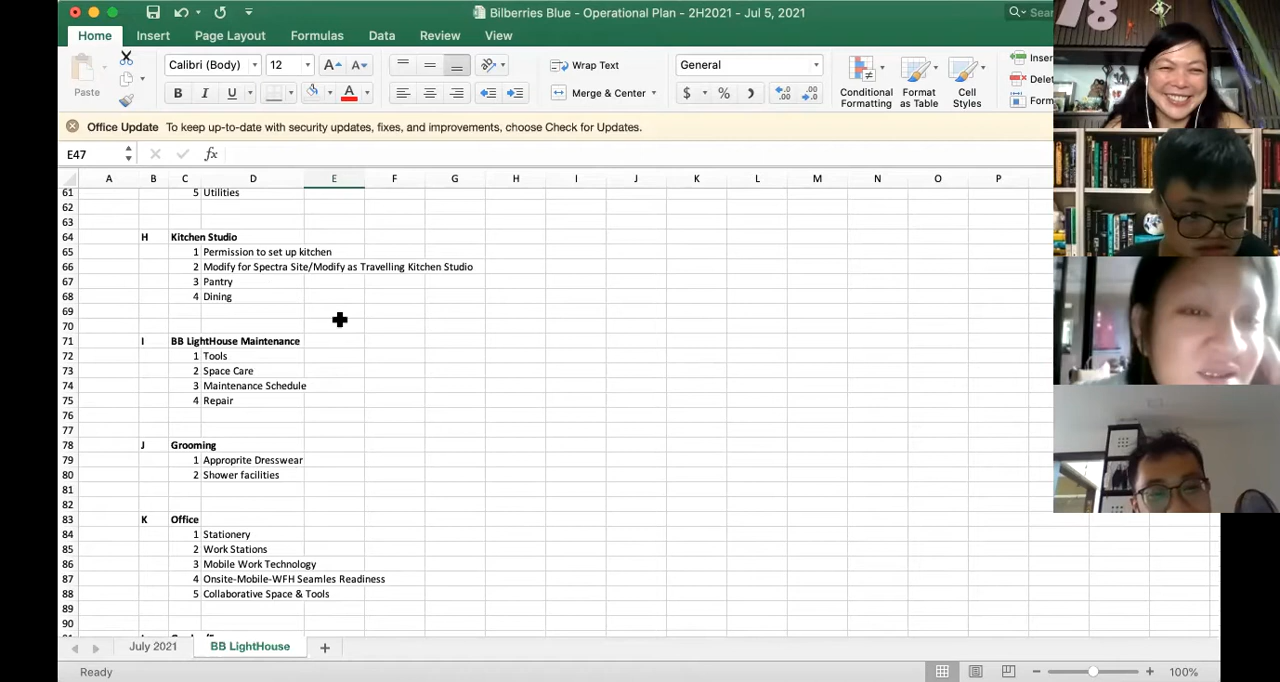 Bilberries Blue - Operational Plan - 2H2021 - Jul 5, 2021
Home Insert Page Layout Formulas Data Review View
Paste Calibri (Body) 12 A A Wrap Text General Conditional Formatting Format as Table Cell Styles
B I U A Merge & Center $ % )
Office Update To keep up-to-date with security updates, fixes, and improvements, choose Check for Updates.
E47 fx
A B C D E F G H I J K L M N O P
61 5 Utilities
62
63
64 H Kitchen Studio
65 1 Permission to set up kitchen
66 2 Modify for Spectra Site/Modify as Travelling Kitchen Studio
67 3 Pantry
68 4 Dining
69
70
71 I BB LightHouse Maintenance
72 1 Tools
73 2 Space Care
74 3 Maintenance Schedule
75 4 Repair
76
77
78 J Grooming
79 1 Approprite Dresswear
80 2 Shower facilities
81
82
83 K Office
84 1 Stationery
85 2 Work Stations
86 3 Mobile Work Technology
87 4 Onsite-Mobile-WFH Seamles Readiness
88 5 Collaborative Space & Tools
89
90
July 2021 BB LightHouse +
Ready 100%
78